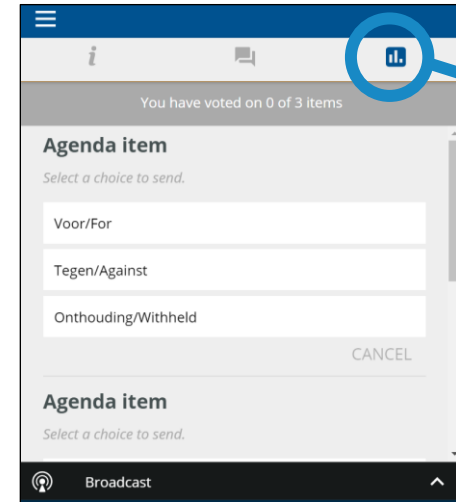 i
You have voted on 0 of 3 items
Agenda item
Select a choice to send.
Voor/For
Tegen/Against
Onthouding/Withheld
CANCEL
Agenda item
Select a choice to send.
Broadcast